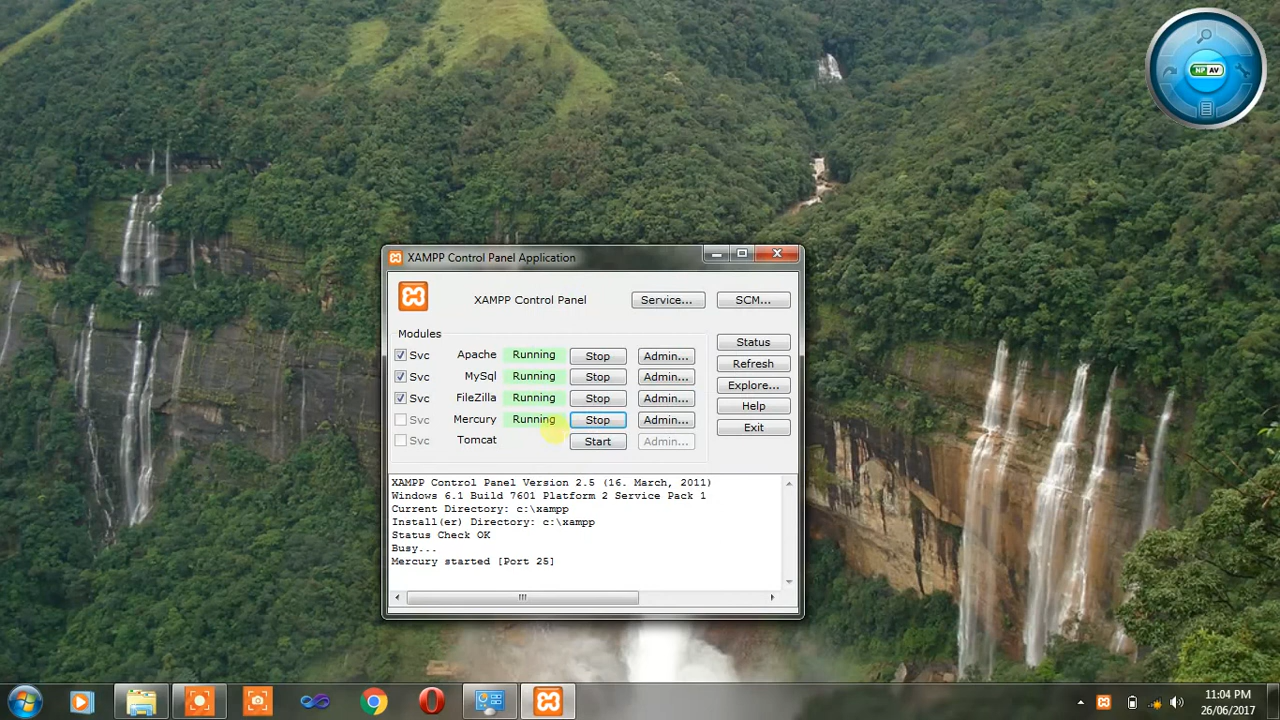 NP AV
XAMPP Control Panel Application
XAMPP Control Panel
Service...
SCM...
Modules
Svc Apache Running Stop Admin...
Svc MySql Running Stop Admin...
Svc FileZilla Running Stop Admin...
Svc Mercury Running Stop Admin...
Svc Tomcat Start Admin...
Status
Refresh
Explore...
Help
Exit
XAMPP Control Panel Version 2.5 (16. March, 2011)
Windows 6.1 Build 7601 Platform 2 Service Pack 1
Current Directory: c:\xampp
Install(er) Directory: c:\xampp
Status Check OK
Busy...
Mercury started [Port 25]
11:04 PM
26/06/2017